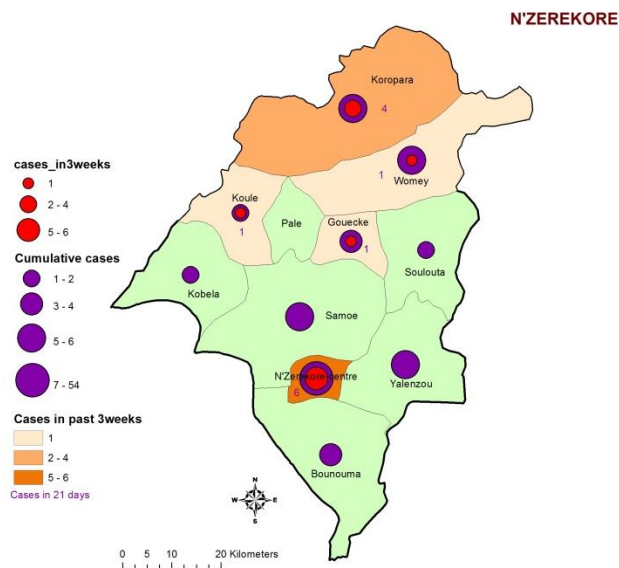 N'ZEREKORE
Koropara
4
cases_in3weeks
1
2 - 4
5 - 6
Cumulative cases
1 - 2
3 - 4
5 - 6
7 - 54
Cases in past 3weeks
1
2 - 4
5 - 6
Cases in 21 days
1
Womey
Koule
1
Pale
Gouecke
1
Soulouta
Kobela
Samoe
N'Zerekore centre
6
Yalenzou
Bounouma
N
W E
S
0 5 10 20 Kilometers